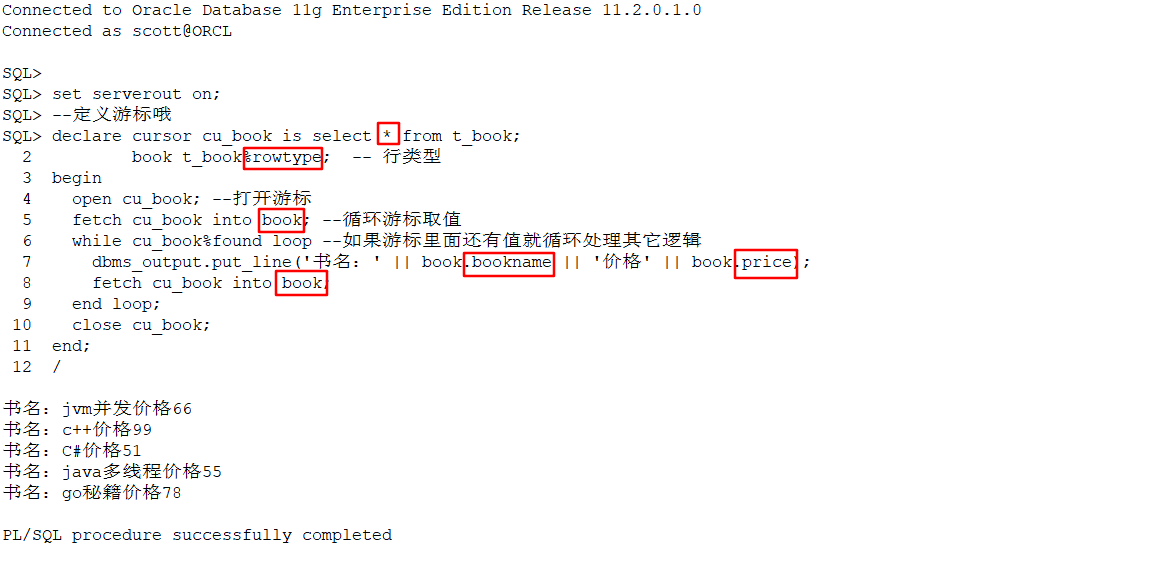 Connected to Oracle Database 11g Enterprise Edition Release 11.2.0.1.0
Connected as scott@ORCL
SQL>
SQL> set serverout on;
SQL> --定义游标哦
SQL> declare cursor cu_book is select * from t_book;
2 book t_book%rowtype; -- 行类型
3 begin
4 open cu_book; --打开游标
5 fetch cu_book into book; --循环游标取值
6 while cu_book%found loop --如果游标里面还有值就循环处理其它逻辑
7 dbms_output.put_line('书名：' || book.bookname || '价格' || book.price);
8 fetch cu_book into book;
9 end loop;
10 close cu_book;
11 end;
12 /
书名：jvm并发价格66
书名：c++价格99
书名：C#价格51
书名：java多线程价格55
书名：go秘籍价格78
PL/SQL procedure successfully completed